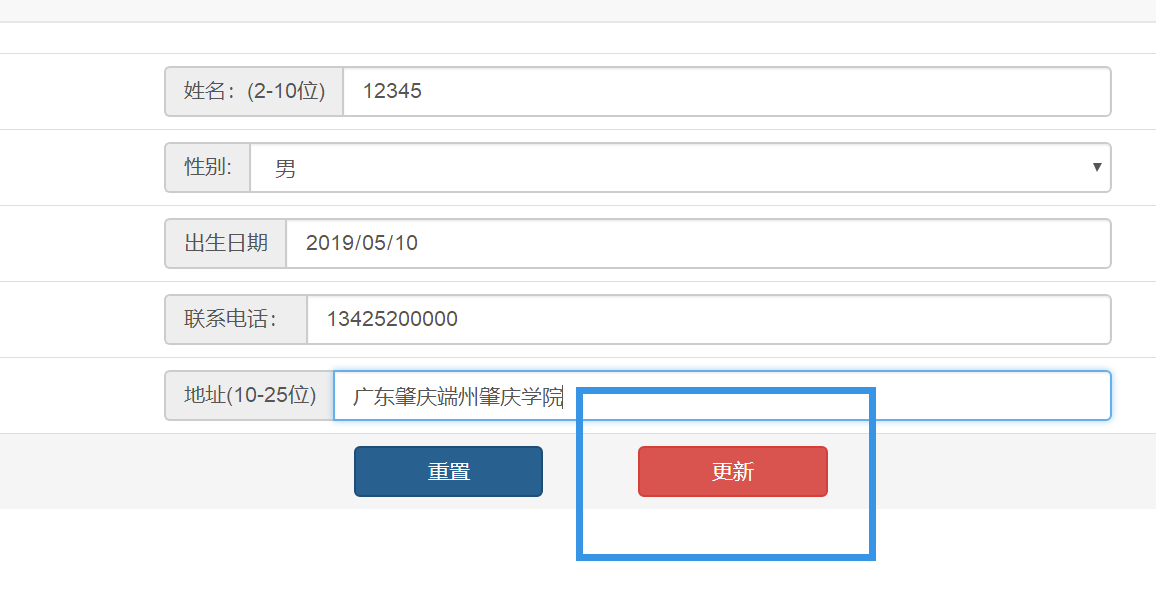 姓名：(2-10位) 12345
性别: 男
出生日期 2019/05/10
联系电话： 13425200000
地址(10-25位) 广东肇庆端州肇庆学院
重置 更新